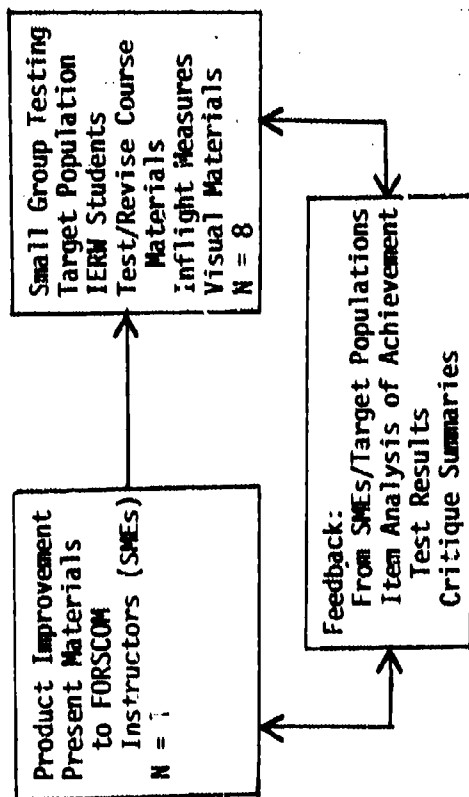 Product Improvement
Present Materials
to FORSCOM
Instructors (SMEs)
N =
Small Group Testing
Target Population
IERW Students
Test/Revise Course
Materials
Inflight Measures
Visual Materials
N = 8
Feedback:
From SMEs/Target Populations
Item Analysis of Achievement
Test Results
Critique Summaries